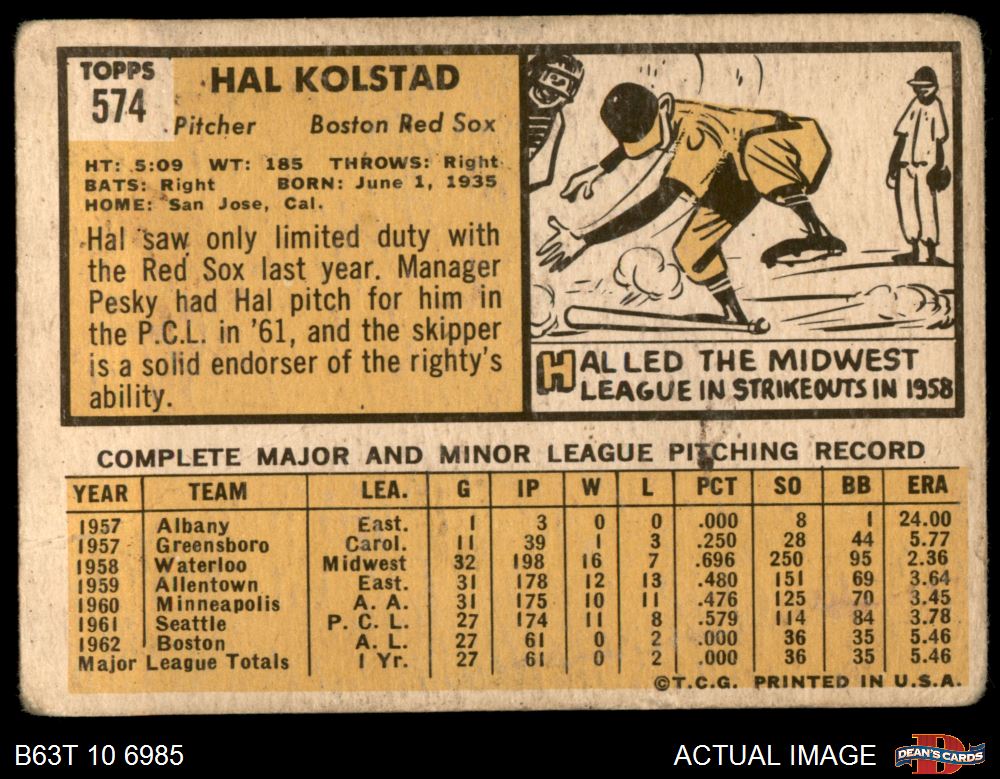 TOPPS
574
HAL KOLSTAD
Pitcher Boston Red Sox
HT: 5:09 WT: 185 THROWS: Right
BATS: Right BORN: June 1, 1935
HOME: San Jose, Cal.
Hal saw only limited duty with
the Red Sox last year. Manager
Pesky had Hal pitch for him in
the P.C.L. in '61, and the skipper
is a solid endorser of the righty's
ability.
HAL LED THE MIDWEST
LEAGUE IN STRIKEOUTS IN 1958
COMPLETE MAJOR AND MINOR LEAGUE PITCHING RECORD
YEAR TEAM LEA. G IP W L PCT SO BB ERA
1957 Albany East. 1 3 0 0 .000 8 1 24.00
1957 Greensboro Carol. 11 39 1 3 .250 28 44 5.77
1958 Waterloo Midwest 32 198 16 7 .696 250 95 2.36
1959 Allentown East. 31 178 12 13 .480 151 69 3.64
1960 Minneapolis A. A. 31 175 10 11 .476 125 70 3.45
1961 Seattle P. C. L. 27 174 11 8 .579 114 84 3.78
1962 Boston A. L. 27 61 0 2 .000 36 35 5.46
Major League Totals 1 Yr. 27 61 0 2 .000 36 35 5.46
©T.C.G. PRINTED IN U.S.A.
B63T 10 6985
ACTUAL IMAGE
D
DEAN'S CARDS